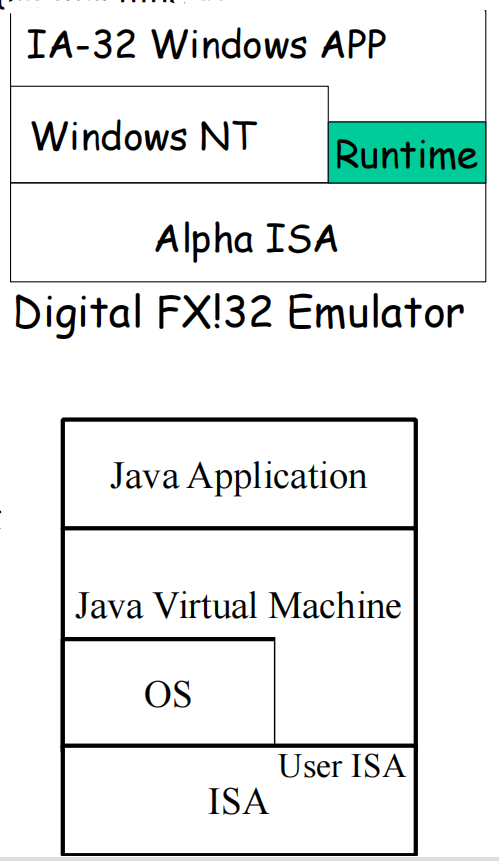 IA-32 Windows APP
Windows NT
Runtime
Alpha ISA
Digital FX!32 Emulator
Java Application
Java Virtual Machine
OS
User ISA
ISA